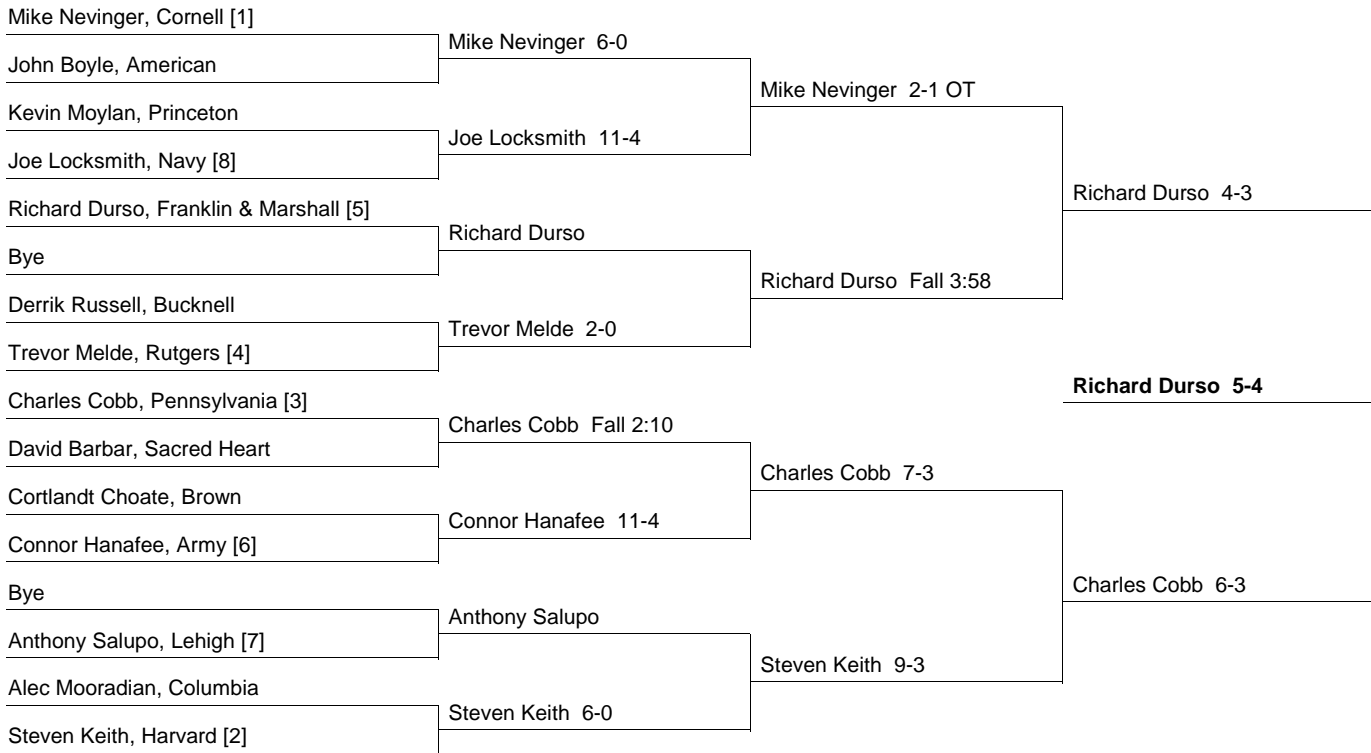 Mike Nevinger, Cornell [1]
Mike Nevinger 6-0
John Boyle, American
Mike Nevinger 2-1 OT
Kevin Moylan, Princeton
Joe Locksmith 11-4
Joe Locksmith, Navy [8]
Richard Durso 4-3
Richard Durso, Franklin & Marshall [5]
Richard Durso
Bye
Richard Durso Fall 3:58
Derrik Russell, Bucknell
Trevor Melde 2-0
Trevor Melde, Rutgers [4]
Richard Durso 5-4
Charles Cobb, Pennsylvania [3]
Charles Cobb Fall 2:10
David Barbar, Sacred Heart
Charles Cobb 7-3
Cortlandt Choate, Brown
Connor Hanafee 11-4
Connor Hanafee, Army [6]
Charles Cobb 6-3
Bye
Anthony Salupo
Anthony Salupo, Lehigh [7]
Steven Keith 9-3
Alec Mooradian, Columbia
Steven Keith 6-0
Steven Keith, Harvard [2]